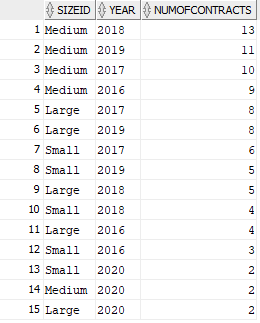 SIZEID YEAR NUMOFCONTRACTS
1 Medium 2018 13
2 Medium 2019 11
3 Medium 2017 10
4 Medium 2016 9
5 Large 2017 8
6 Large 2019 8
7 Small 2017 6
8 Small 2019 5
9 Large 2018 5
10 Small 2018 4
11 Large 2016 4
12 Small 2016 3
13 Small 2020 2
14 Medium 2020 2
15 Large 2020 2